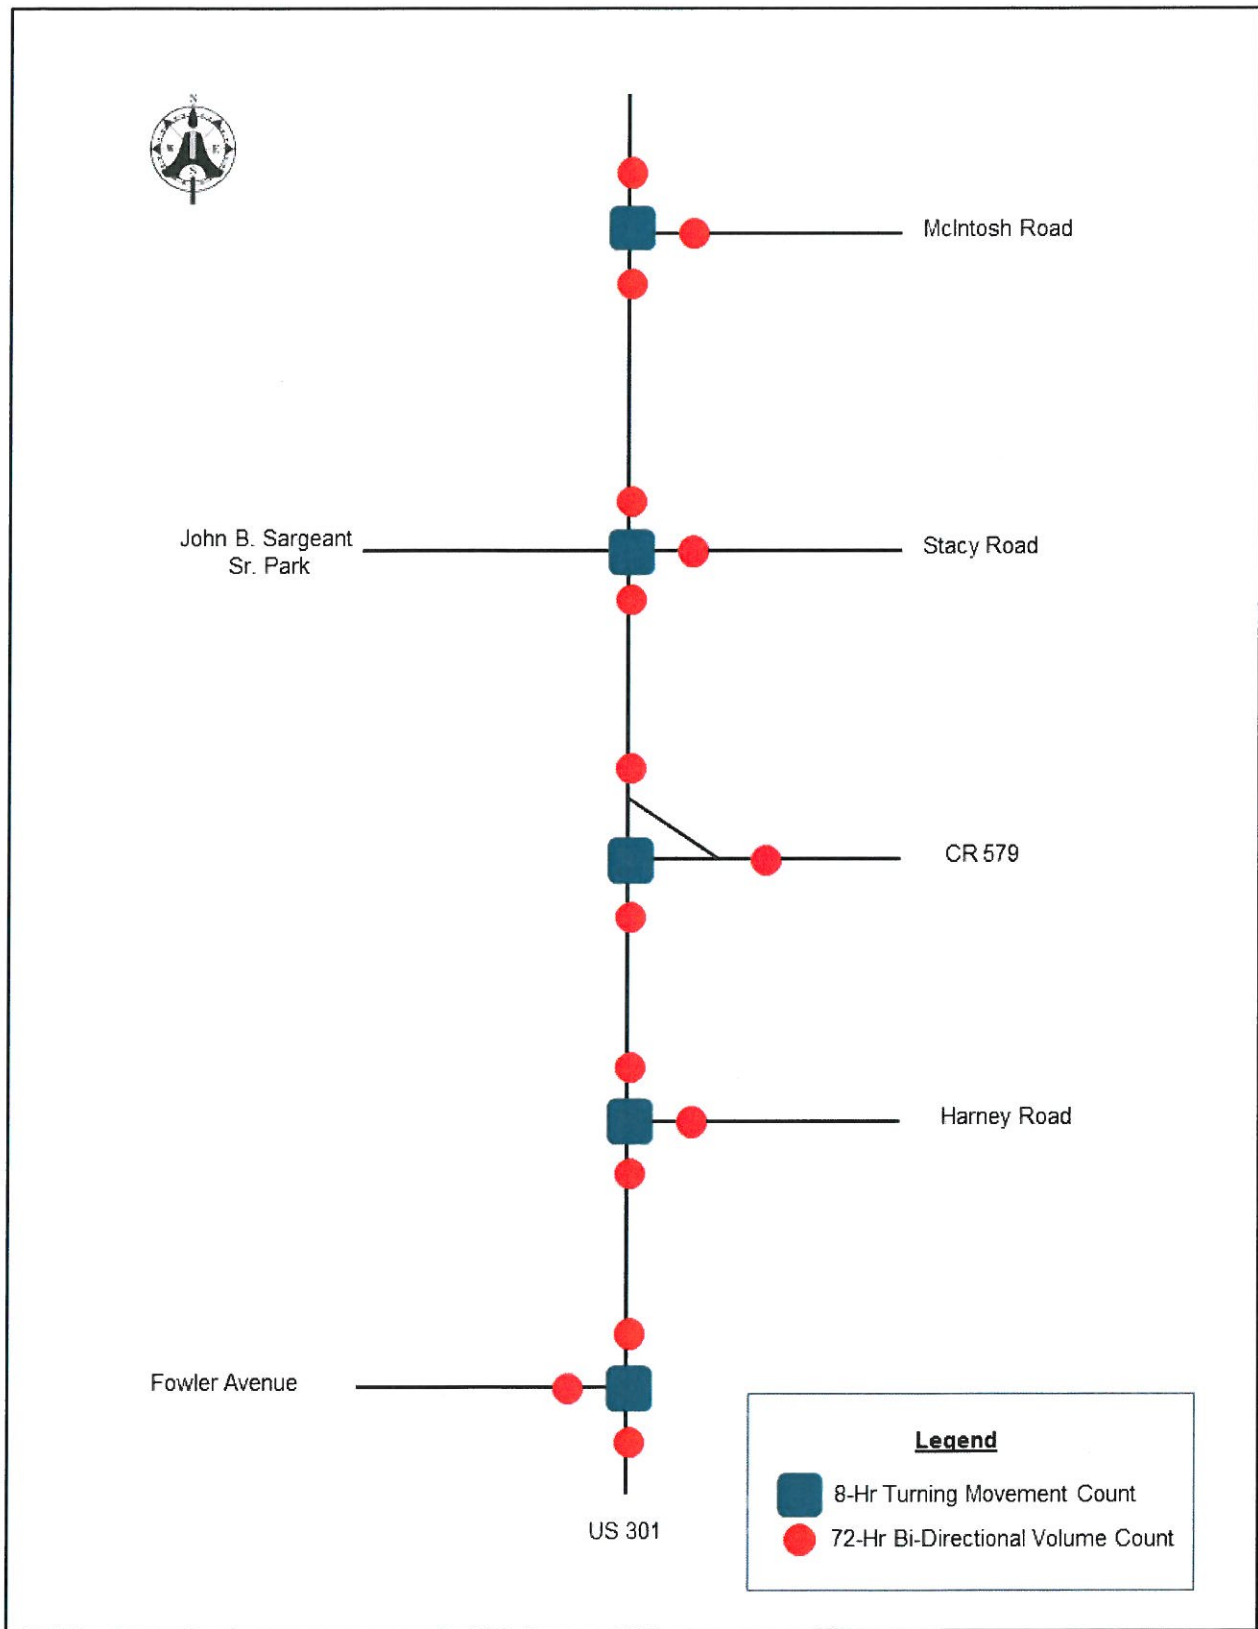 N
W E
S
McIntosh Road
John B. Sargeant
Sr. Park
Stacy Road
CR 579
Harney Road
Fowler Avenue
US 301
Legend
8-Hr Turning Movement Count
72-Hr Bi-Directional Volume Count